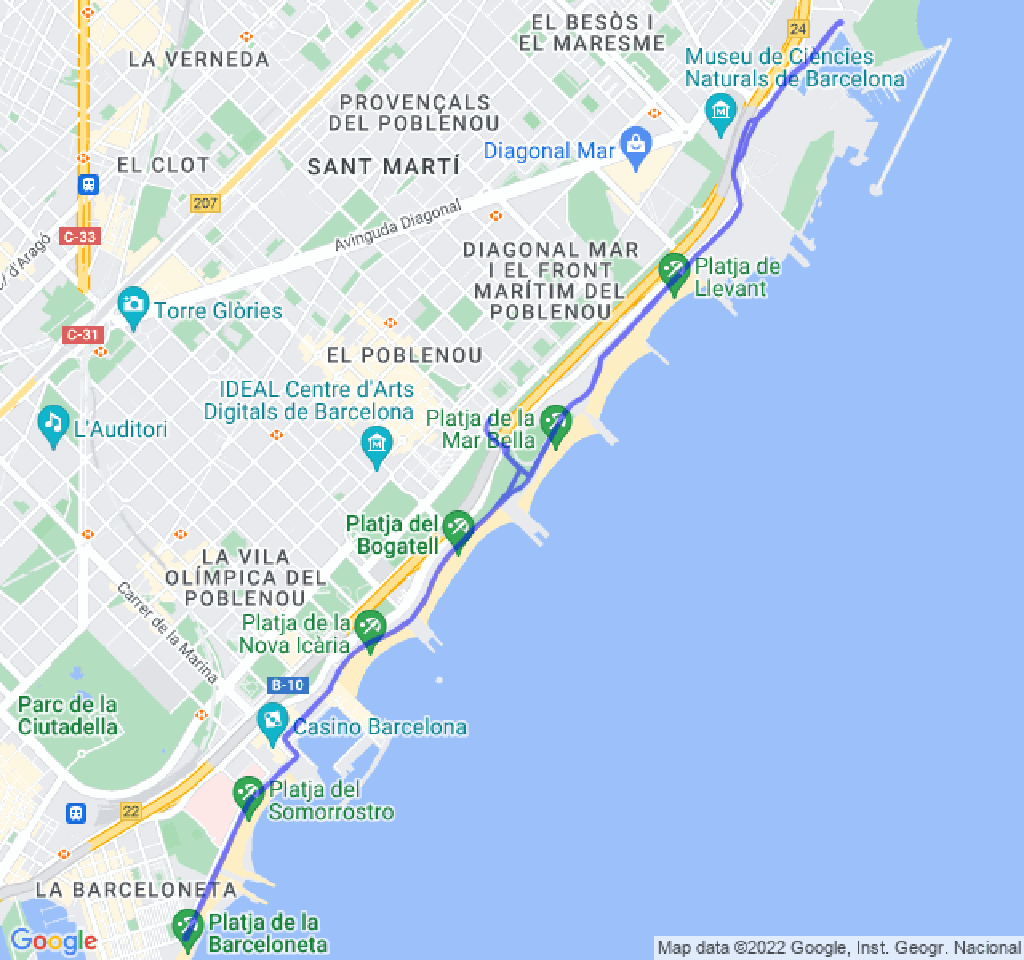 EL BESÒS I
EL MARESME
24
LA VERNEDA
Museu de Ciències
Naturals de Barcelona
PROVENÇALS
DEL POBLENOU
Diagonal Mar
EL CLOT
SANT MARTÍ
207
C-33
Avinguda Diagonal
C/ d'Aragó
DIAGONAL MAR
I EL FRONT
MARÍTIM DEL
POBLENOU
Platja de
Llevant
Torre Glòries
C-31
EL POBLENOU
IDEAL Centre d'Arts
Digitals de Barcelona
Platja de la
Mar Bella
L'Auditori
Platja del
Bogatell
LA VILA
OLÍMPICA DEL
POBLENOU
Carrer de la Marina
Platja de la
Nova Icària
B-10
Parc de la
Ciutadella
Casino Barcelona
Platja del
Somorrostro
22
LA BARCELONETA
Platja de la
Barceloneta
Google
Map data ©2022 Google, Inst. Geogr. Nacional